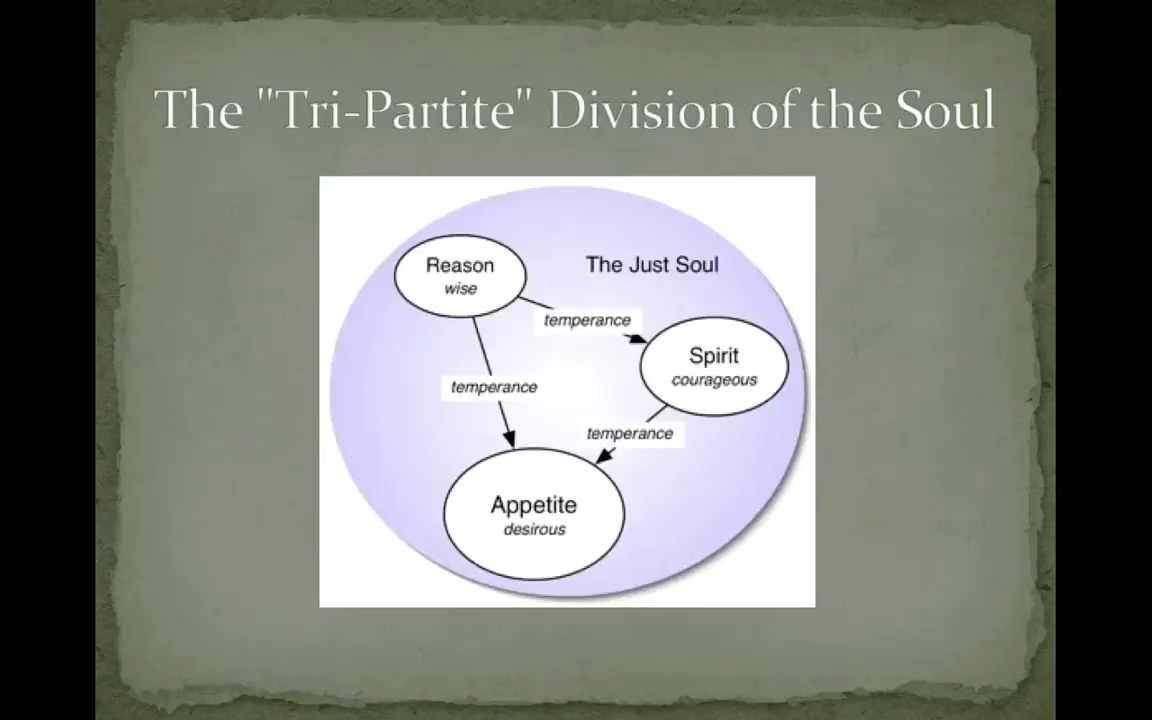 The "Tri-Partite" Division of the Soul
Reason
wise
The Just Soul
temperance
Spirit
courageous
temperance
temperance
Appetite
desirous